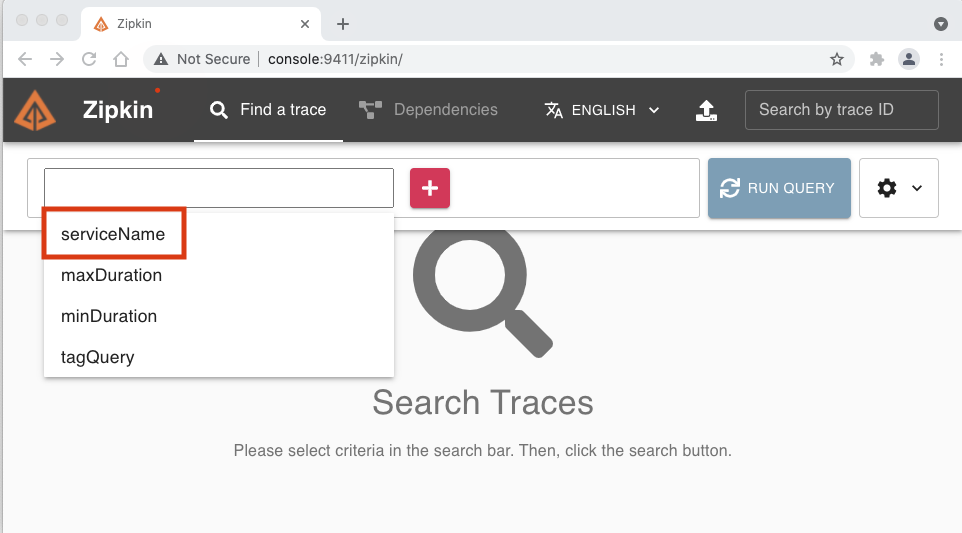 Zipkin
Not Secure console:9411/zipkin/
Zipkin Find a trace Dependencies ENGLISH Search by trace ID
RUN QUERY
serviceName
maxDuration
minDuration
tagQuery
Search Traces
Please select criteria in the search bar. Then, click the search button.